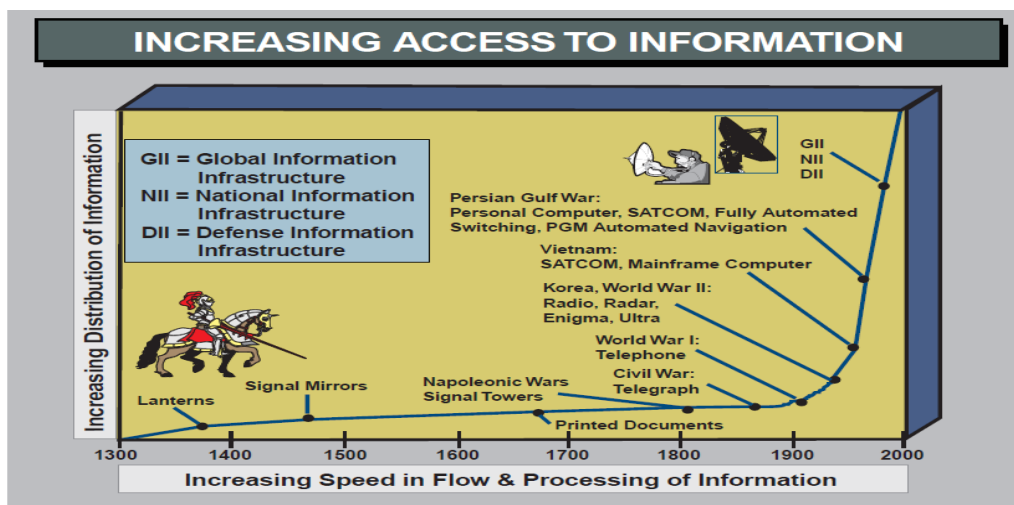 INCREASING ACCESS TO INFORMATION
Increasing Distribution of Information
GII = Global Information
Infrastructure
NII = National Information
Infrastructure
DII = Defense Information
Infrastructure
GII
NII
DII
Persian Gulf War:
Personal Computer, SATCOM, Fully Automated
Switching, PGM Automated Navigation
Vietnam:
SATCOM, Mainframe Computer
Korea, World War II:
Radio, Radar,
Enigma, Ultra
World War I:
Telephone
Civil War:
Telegraph
Napoleonic Wars
Signal Towers
Signal Mirrors
Lanterns
Printed Documents
1300 1400 1500 1600 1700 1800 1900 2000
Increasing Speed in Flow & Processing of Information